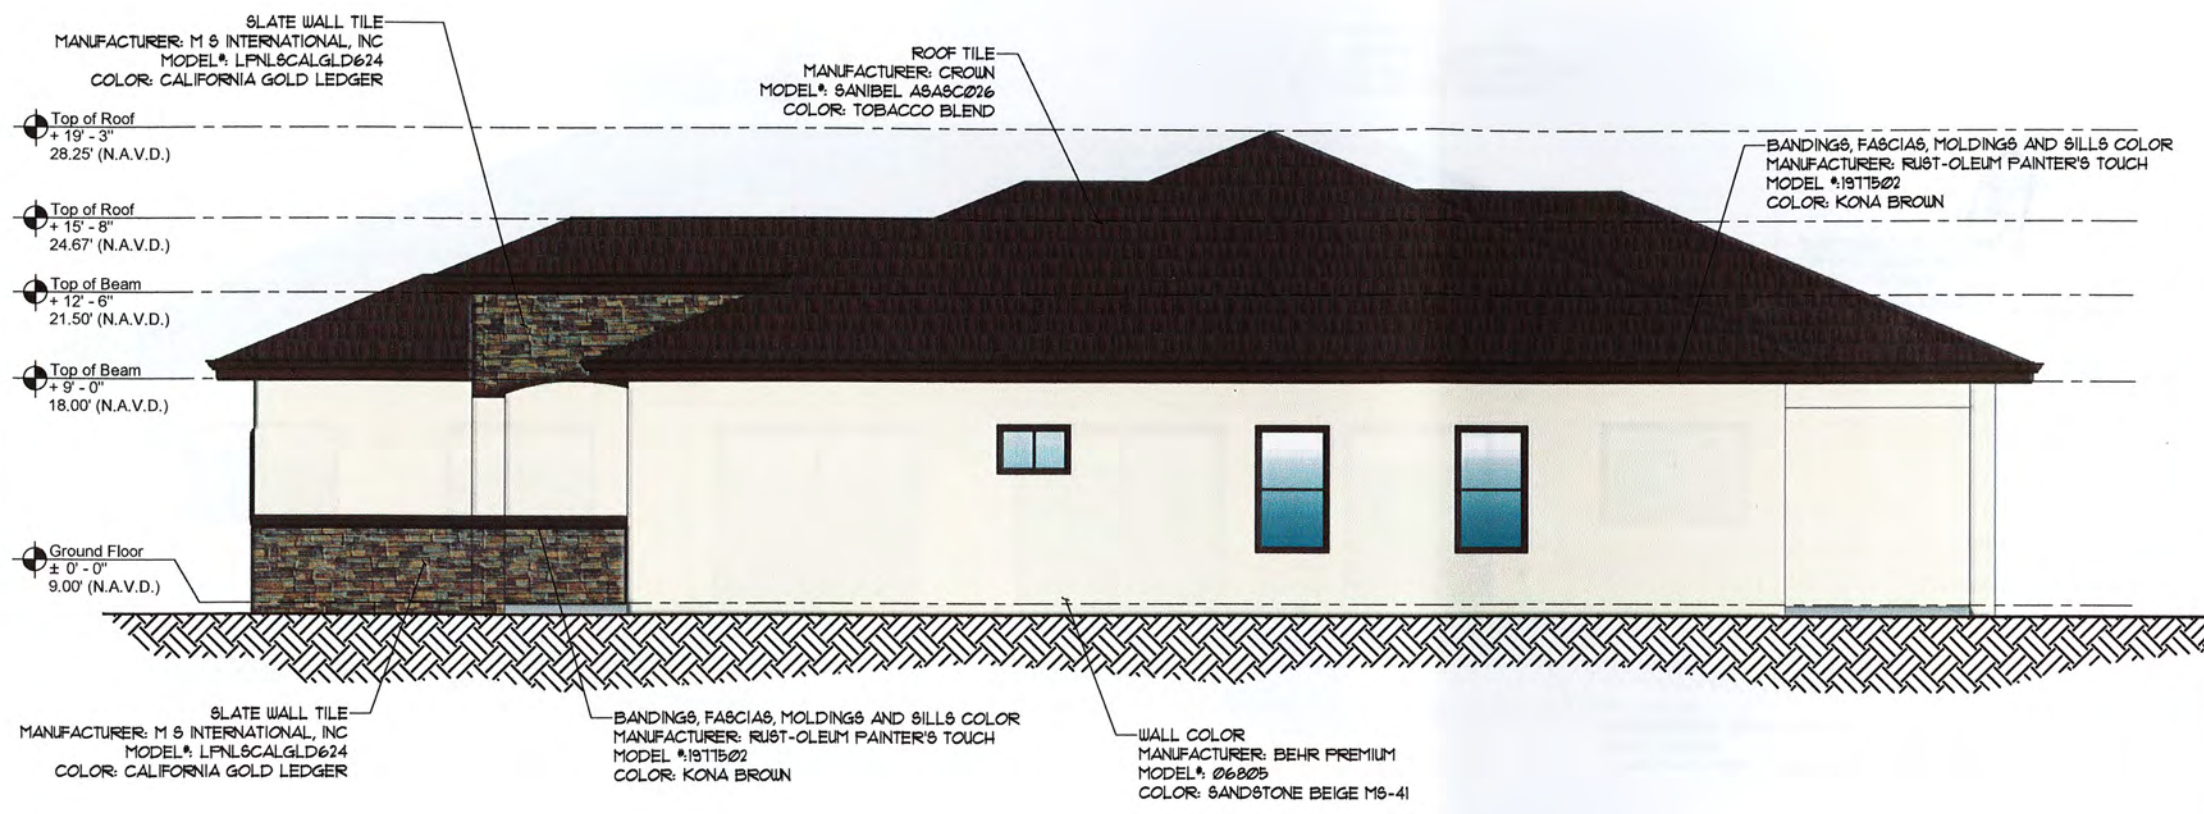 SLATE WALL TILE
MANUFACTURER: M S INTERNATIONAL, INC
MODEL#: LPNLSCALGLD624
COLOR: CALIFORNIA GOLD LEDGER
ROOF TILE
MANUFACTURER: CROWN
MODEL#: SANIBEL ASASC026
COLOR: TOBACCO BLEND
BANDINGS, FASCIAS, MOLDINGS AND SILLS COLOR
MANUFACTURER: RUST-OLEUM PAINTER'S TOUCH
MODEL #:1977502
COLOR: KONA BROWN
Top of Roof
+ 19' - 3"
28.25' (N.A.V.D.)
Top of Roof
+ 15' - 8"
24.67' (N.A.V.D.)
Top of Beam
+ 12' - 6"
21.50' (N.A.V.D.)
Top of Beam
+ 9' - 0"
18.00' (N.A.V.D.)
Ground Floor
± 0' - 0"
9.00' (N.A.V.D.)
SLATE WALL TILE
MANUFACTURER: M S INTERNATIONAL, INC
MODEL#: LPNLSCALGLD624
COLOR: CALIFORNIA GOLD LEDGER
BANDINGS, FASCIAS, MOLDINGS AND SILLS COLOR
MANUFACTURER: RUST-OLEUM PAINTER'S TOUCH
MODEL #:1977502
COLOR: KONA BROWN
WALL COLOR
MANUFACTURER: BEHR PREMIUM
MODEL#: 06805
COLOR: SANDSTONE BEIGE MS-41